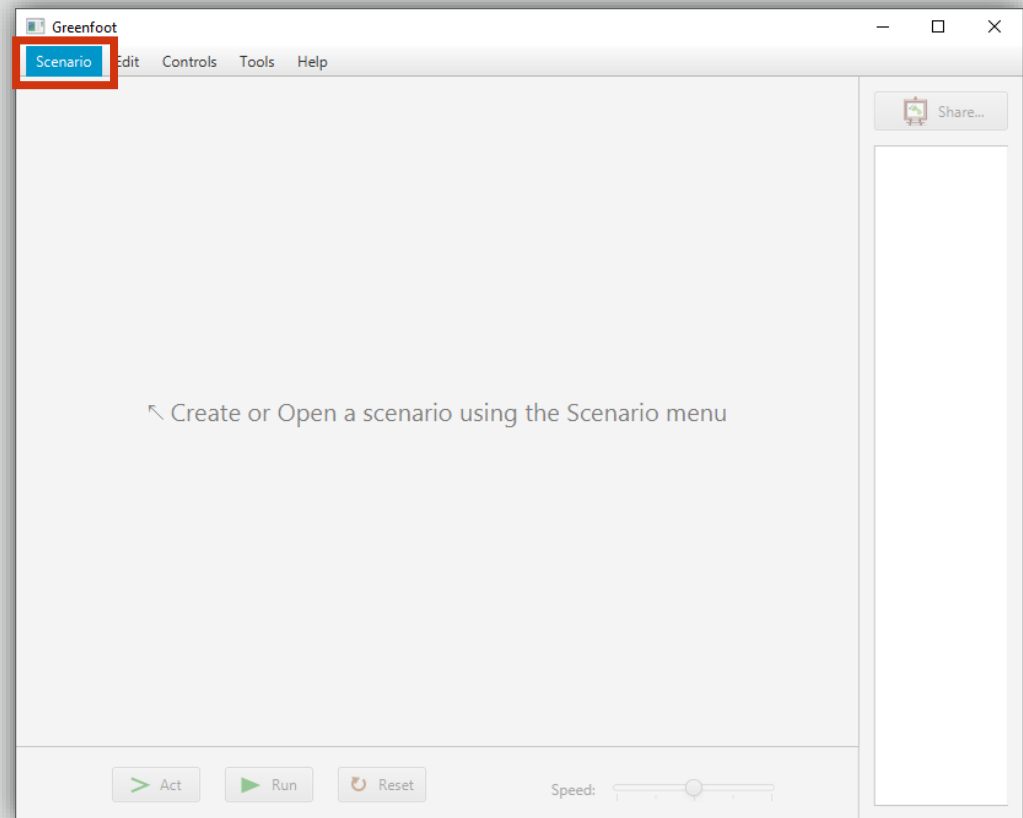 Greenfoot
Scenario Edit Controls Tools Help
Share...
↖ Create or Open a scenario using the Scenario menu
Act Run Reset Speed: